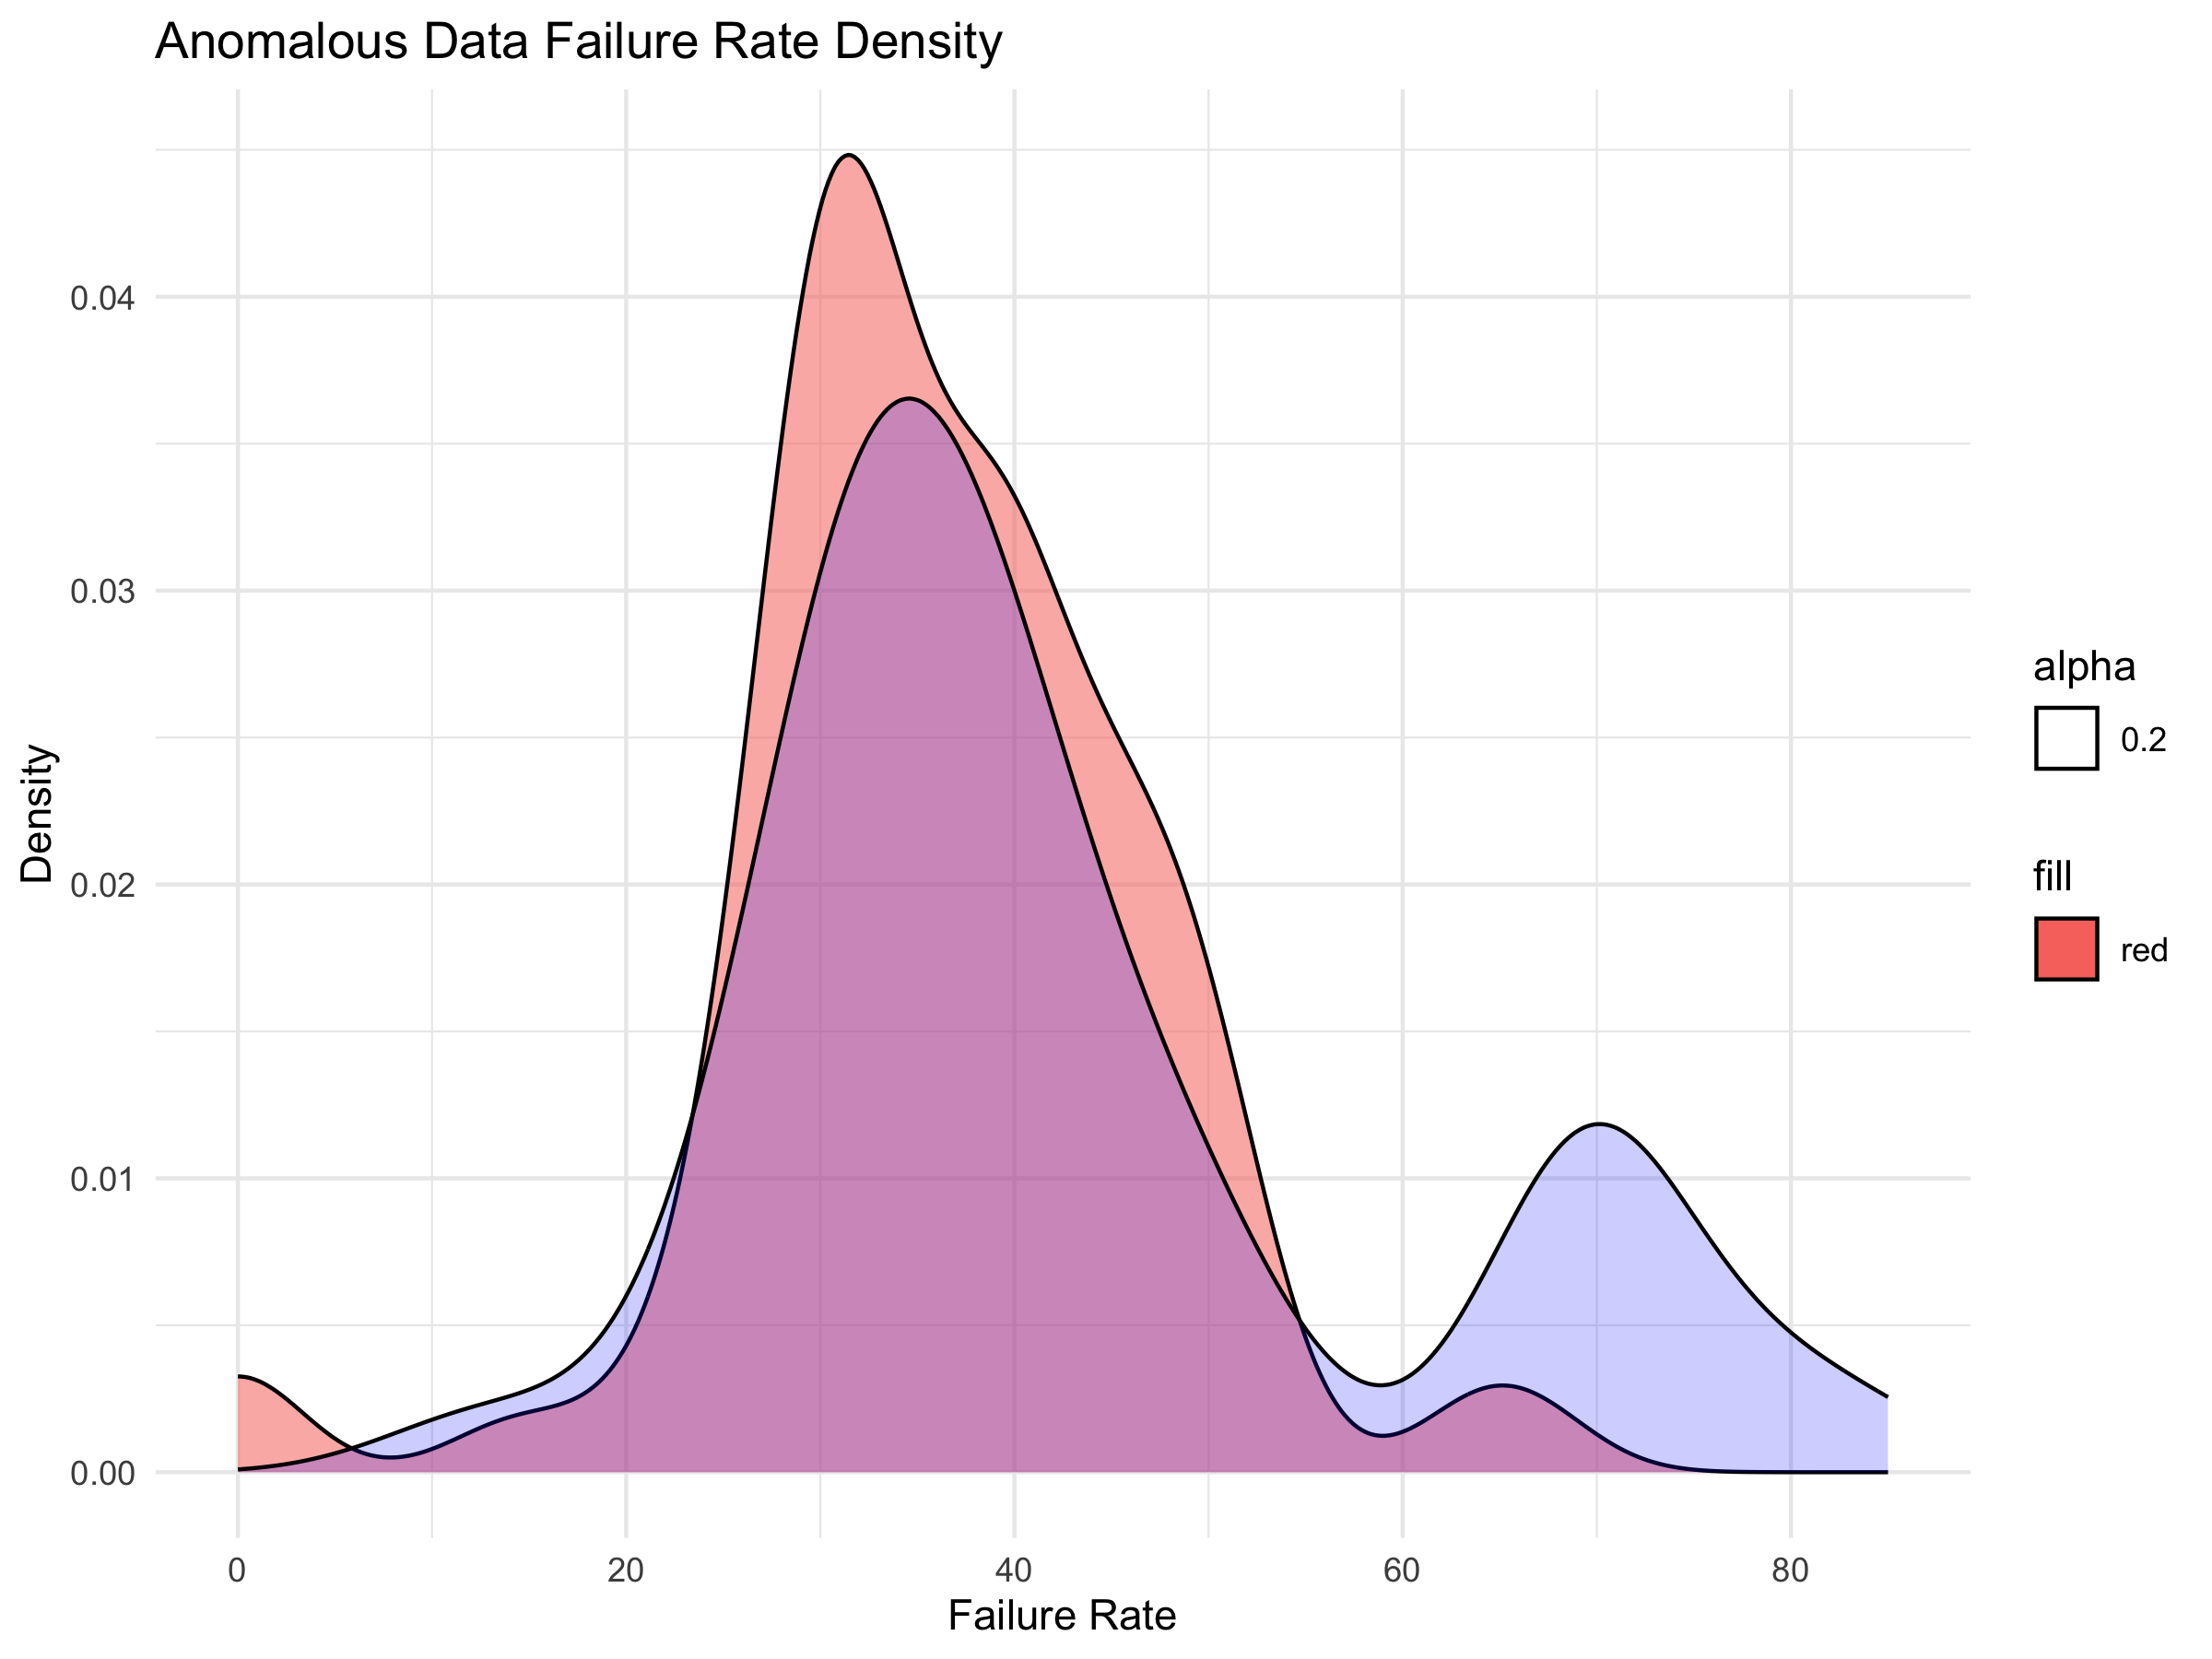 Anomalous Data Failure Rate Density
Density
0.04
0.03
0.02
0.01
0.00
0
20
40
60
80
Failure Rate
alpha
0.2
fill
red